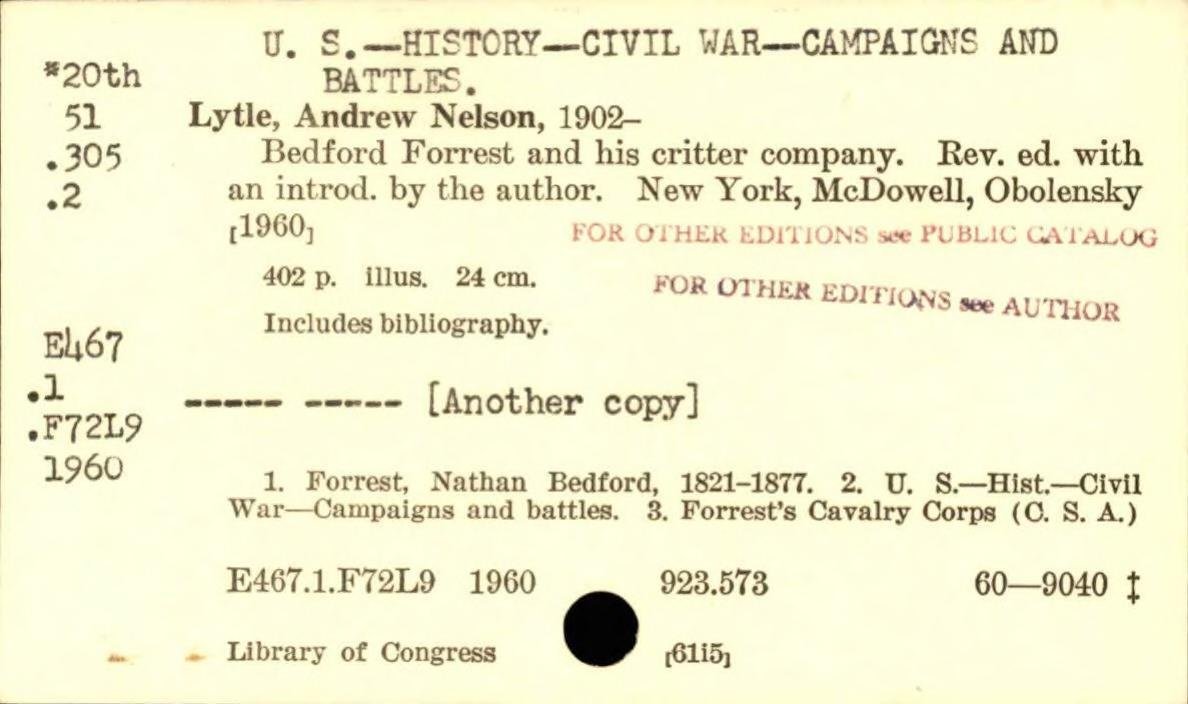 U. S.—HISTORY—CIVIL WAR—CAMPAIGNS AND
BATTLES.
*20th
51
.305
.2
Lytle, Andrew Nelson, 1902–
Bedford Forrest and his critter company. Rev. ed. with
an introd. by the author. New York, McDowell, Obolensky
[1960]
FOR OTHER EDITIONS see PUBLIC CATALOG
402 p. illus. 24 cm.
FOR OTHER EDITIONS see AUTHOR
Includes bibliography.
E467
.1
.F72L9
1960
----- ----- [Another copy]
1. Forrest, Nathan Bedford, 1821–1877. 2. U. S.—Hist.—Civil
War—Campaigns and battles. 3. Forrest's Cavalry Corps (C. S. A.)
E467.1.F72L9 1960 923.573 60—9040 ‡
Library of Congress [61i5]